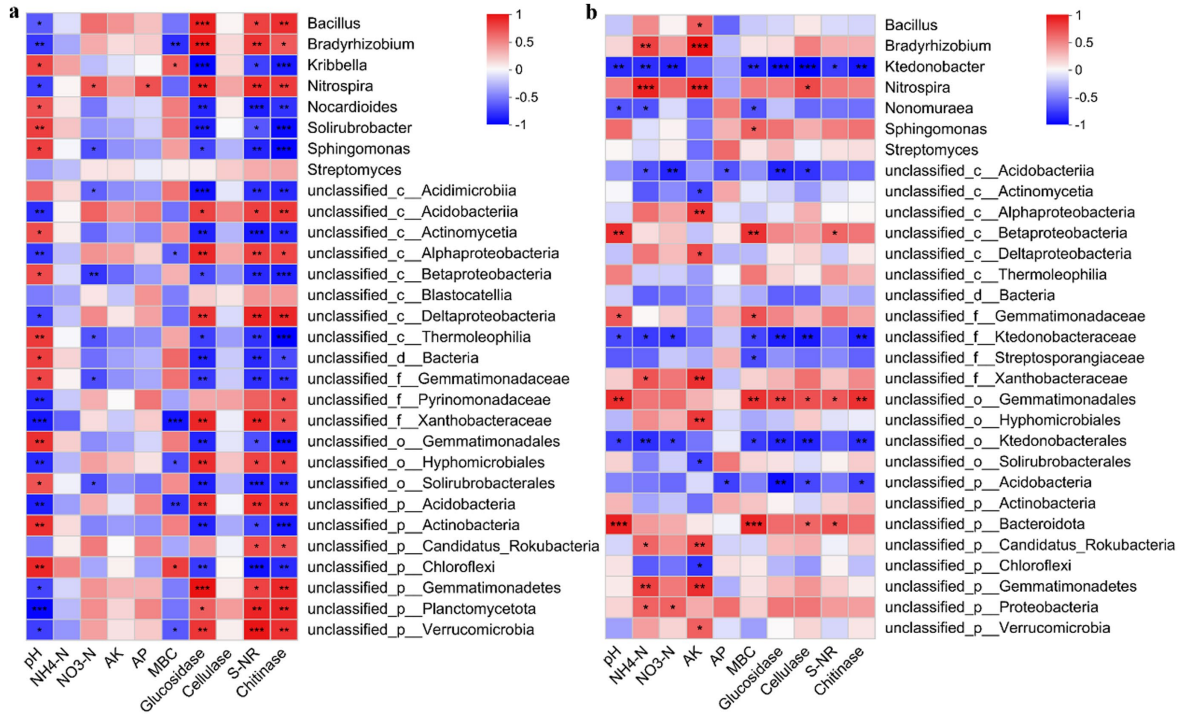 a
Bacillus
Bradyrhizobium
Kribbella
Nitrospira
Nocardioides
Solirubrobacter
Sphingomonas
Streptomyces
unclassified_c__Acidimicrobiia
unclassified_c__Acidobacteriia
unclassified_c__Actinomycetia
unclassified_c__Alphaproteobacteria
unclassified_c__Betaproteobacteria
unclassified_c__Blastocatellia
unclassified_c__Deltaproteobacteria
unclassified_c__Thermoleophilia
unclassified_d__Bacteria
unclassified_f__Gemmatimonadaceae
unclassified_f__Pyrinomonadaceae
unclassified_f__Xanthobacteraceae
unclassified_o__Gemmatimonadales
unclassified_o__Hyphomicrobiales
unclassified_o__Solirubrobacterales
unclassified_p__Acidobacteria
unclassified_p__Actinobacteria
unclassified_p__Candidatus_Rokubacteria
unclassified_p__Chloroflexi
unclassified_p__Gemmatimonadetes
unclassified_p__Planctomycetota
unclassified_p__Verrucomicrobia
1
0.5
0
-0.5
-1
pH
NH4-N
NO3-N
AK
AP
MBC
Glucosidase
Cellulase
S-NR
Chitinase
b
Bacillus
Bradyrhizobium
Ktedonobacter
Nitrospira
Nonomuraea
Sphingomonas
Streptomyces
unclassified_c__Acidobacteriia
unclassified_c__Actinomycetia
unclassified_c__Alphaproteobacteria
unclassified_c__Betaproteobacteria
unclassified_c__Deltaproteobacteria
unclassified_c__Thermoleophilia
unclassified_d__Bacteria
unclassified_f__Gemmatimonadaceae
unclassified_f__Ktedonobacteraceae
unclassified_f__Streptosporangiaceae
unclassified_f__Xanthobacteraceae
unclassified_o__Gemmatimonadales
unclassified_o__Hyphomicrobiales
unclassified_o__Ktedonobacterales
unclassified_o__Solirubrobacterales
unclassified_p__Acidobacteria
unclassified_p__Actinobacteria
unclassified_p__Bacteroidota
unclassified_p__Candidatus_Rokubacteria
unclassified_p__Chloroflexi
unclassified_p__Gemmatimonadetes
unclassified_p__Proteobacteria
unclassified_p__Verrucomicrobia
1
0.5
0
-0.5
-1
pH
NH4-N
NO3-N
AK
AP
MBC
Glucosidase
Cellulase
S-NR
Chitinase